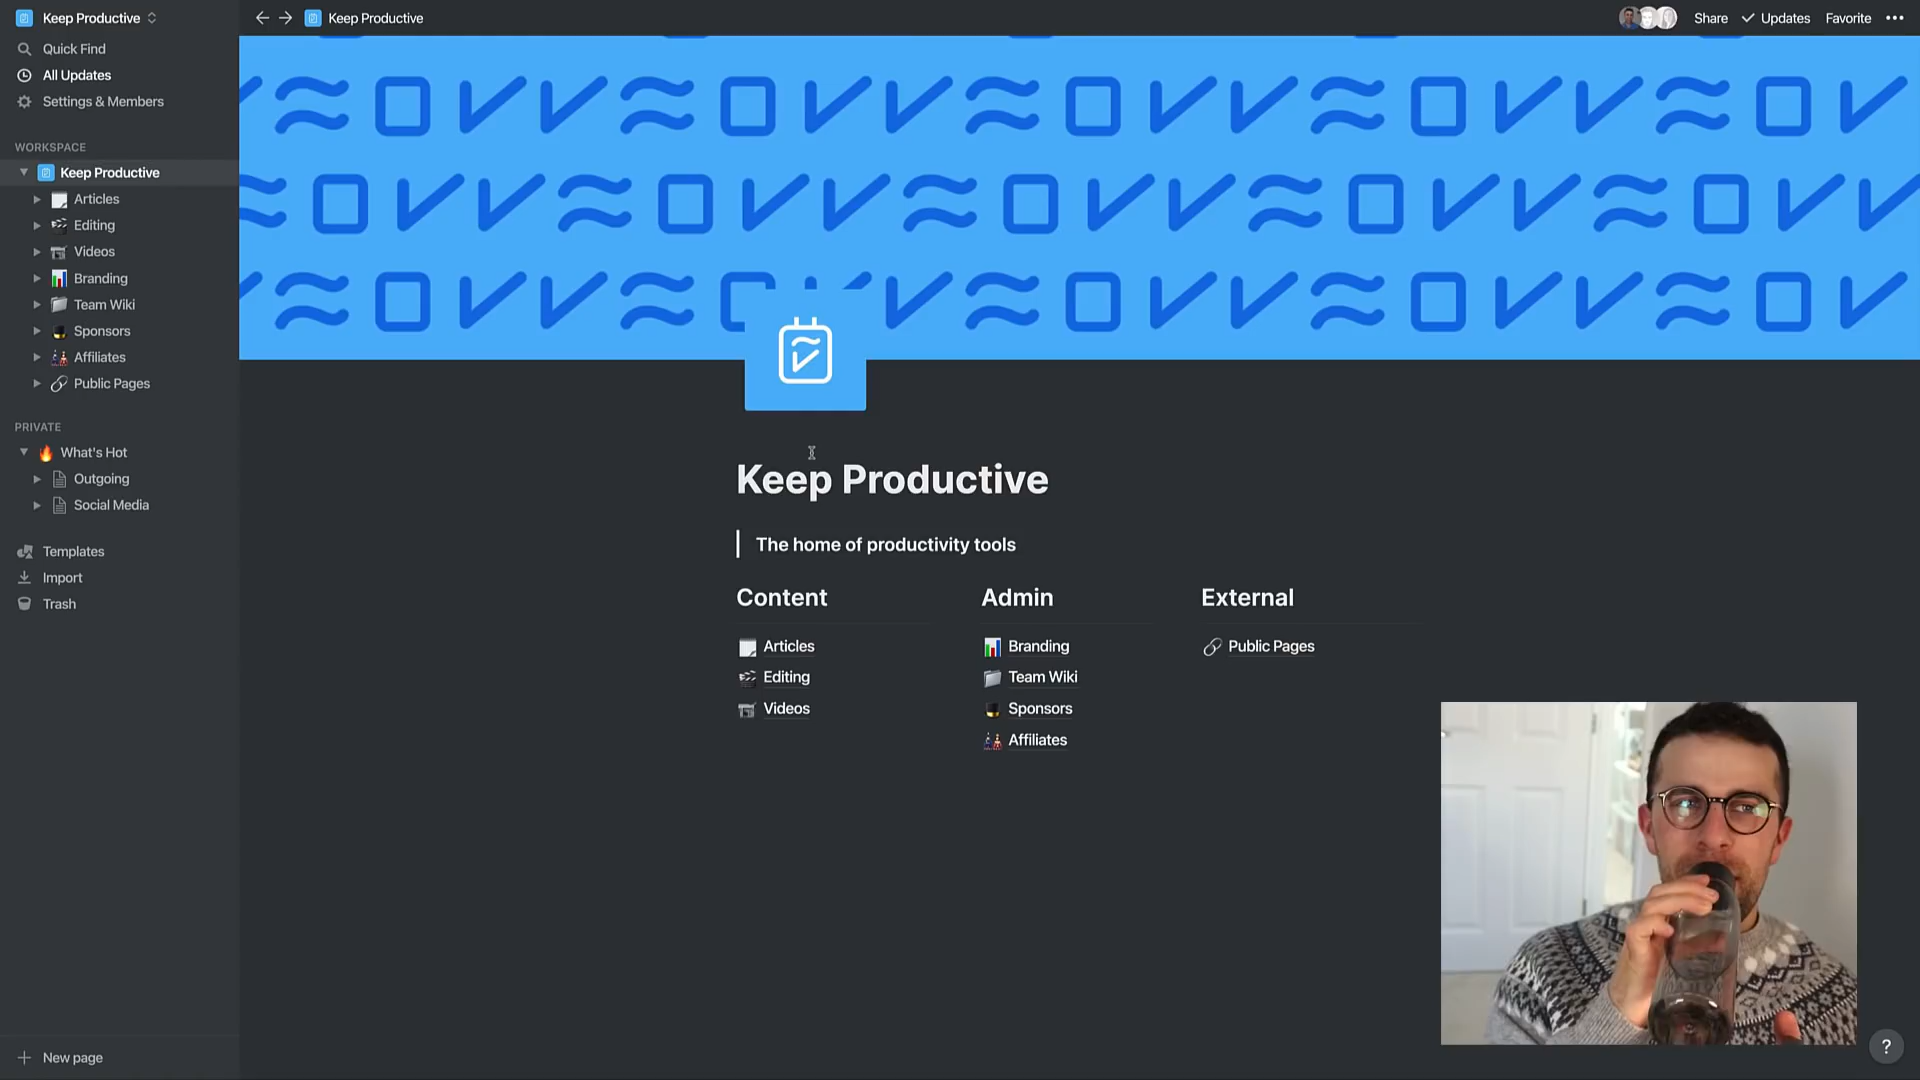 Keep Productive
Quick Find
All Updates
Settings & Members
WORKSPACE
Keep Productive
Articles
Editing
Videos
Branding
Team Wiki
Sponsors
Affiliates
Public Pages
PRIVATE
What's Hot
Outgoing
Social Media
Templates
Import
Trash
New page
Keep Productive
Share
Updates
Favorite
Keep Productive
The home of productivity tools
Content
Articles
Editing
Videos
Admin
Branding
Team Wiki
Sponsors
Affiliates
External
Public Pages
?